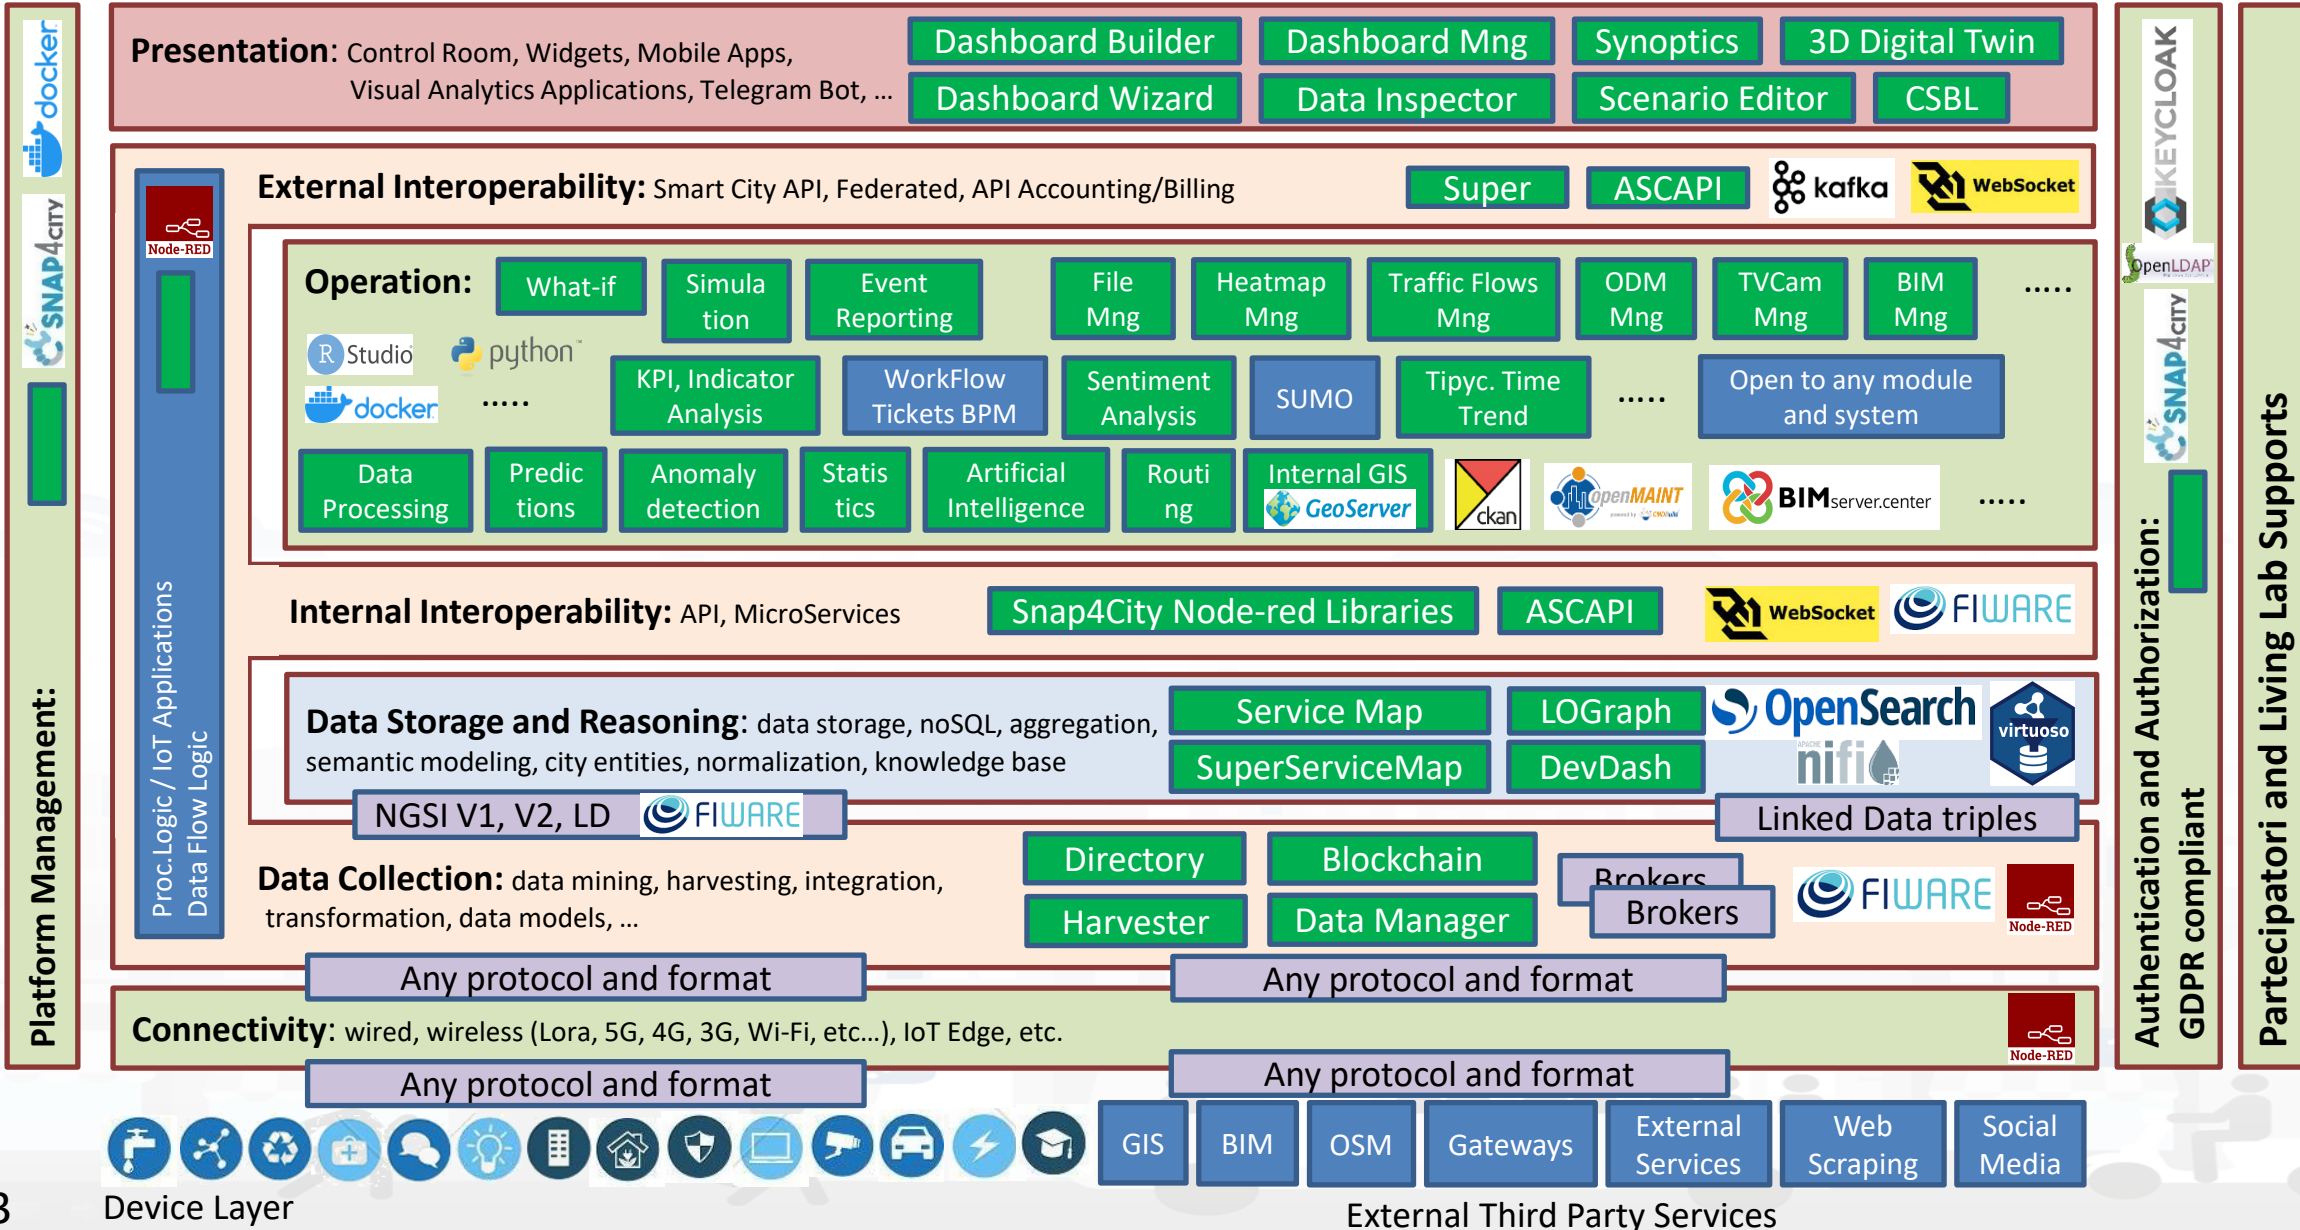 docker
SNAP4CITY
Platform Management:
Presentation: Control Room, Widgets, Mobile Apps,
Visual Analytics Applications, Telegram Bot, ...
Dashboard Builder
Dashboard Mng
Synoptics
3D Digital Twin
Dashboard Wizard
Data Inspector
Scenario Editor
CSBL
Node-RED
Proc.Logic / IoT Applications
Data Flow Logic
External Interoperability: Smart City API, Federated, API Accounting/Billing
Super
ASCAPI
kafka
WebSocket
Operation:
What-if
Simula
tion
Event
Reporting
File
Mng
Heatmap
Mng
Traffic Flows
Mng
ODM
Mng
TVCam
Mng
BIM
Mng
.....
R Studio
python
docker
.....
KPI, Indicator
Analysis
WorkFlow
Tickets BPM
Sentiment
Analysis
SUMO
Tipyc. Time
Trend
.....
Open to any module
and system
Data
Processing
Predic
tions
Anomaly
detection
Statis
tics
Artificial
Intelligence
Routi
ng
Internal GIS
GeoServer
ckan
openMAINT
BIMserver.center
.....
Internal Interoperability: API, MicroServices
Snap4City Node-red Libraries
ASCAPI
WebSocket
FIWARE
Data Storage and Reasoning: data storage, noSQL, aggregation,
semantic modeling, city entities, normalization, knowledge base
Service Map
LOGraph
OpenSearch
virtuoso
SuperServiceMap
DevDash
APACHE
nifi
NGSI V1, V2, LD
FIWARE
Linked Data triples
Data Collection: data mining, harvesting, integration,
transformation, data models, ...
Directory
Blockchain
Brokers
Harvester
Data Manager
Brokers
FIWARE
Node-RED
Any protocol and format
Any protocol and format
Connectivity: wired, wireless (Lora, 5G, 4G, 3G, Wi-Fi, etc...), IoT Edge, etc.
Node-RED
Any protocol and format
Any protocol and format
GIS
BIM
OSM
Gateways
External
Services
Web
Scraping
Social
Media
3
Device Layer
External Third Party Services
KEYCLOAK
OpenLDAP
SNAP4CITY
Authentication and Authorization:
GDPR compliant
Partecipatori and Living Lab Supports